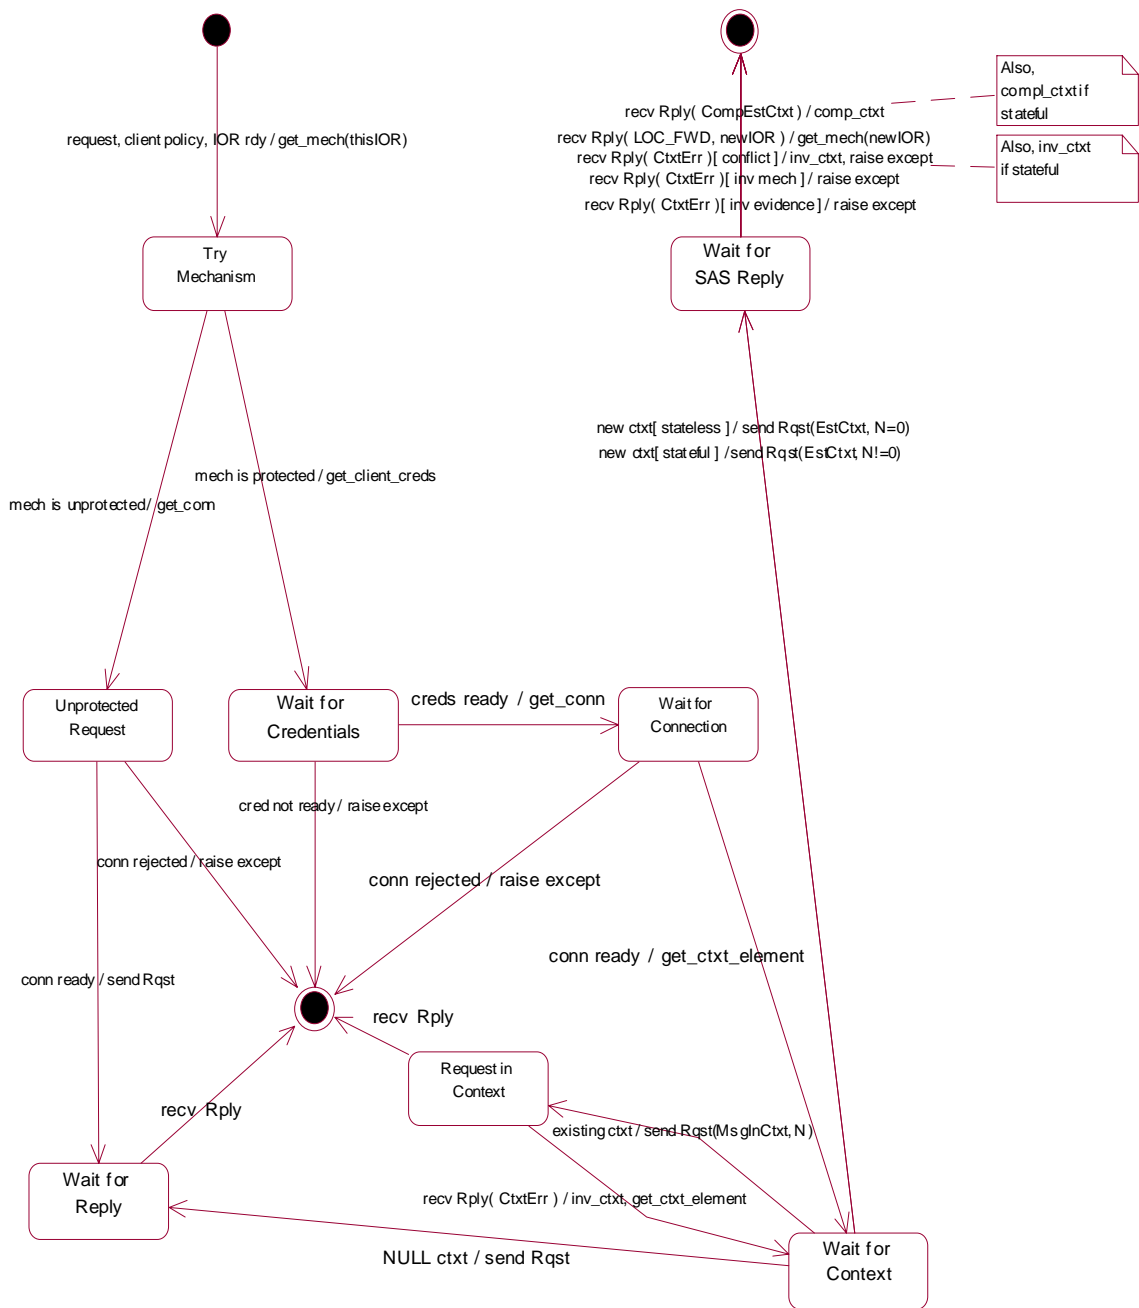 Also,
compl_ctxt if
stateful
recv Rply( CompEstCtxt ) / comp_ctxt
request, client policy, IOR rdy / get_mech(thisIOR)
recv Rply( LOC_FWD, newIOR ) / get_mech(newIOR)
recv Rply( CtxtErr )[ conflict ] / inv_ctxt, raise except
recv Rply( CtxtErr )[ inv mech ] / raise except
recv Rply( CtxtErr )[ inv evidence ] / raise except
Also, inv_ctxt
if stateful
Try
Mechanism
Wait for
SAS Reply
new ctxt[ stateless ] / send Rqst(EstCtxt, N=0)
new ctxt[ stateful ] /send Rqst(EstCtxt, N!=0)
mech is protected / get_client_creds
mech is unprotected / get_conn
Unprotected
Request
Wait for
Credentials
creds ready / get_conn
Wait for
Connection
cred not ready / raise except
conn rejected / raise except
conn rejected / raise except
conn ready / get_ctxt_element
conn ready / send Rqst
recv Rply
Request in
Context
recv Rply
existing ctxt / send Rqst(MsgInCtxt, N )
Wait for
Reply
recv Rply( CtxtErr ) / inv_ctxt, get_ctxt_element
NULL ctxt / send Rqst
Wait for
Context